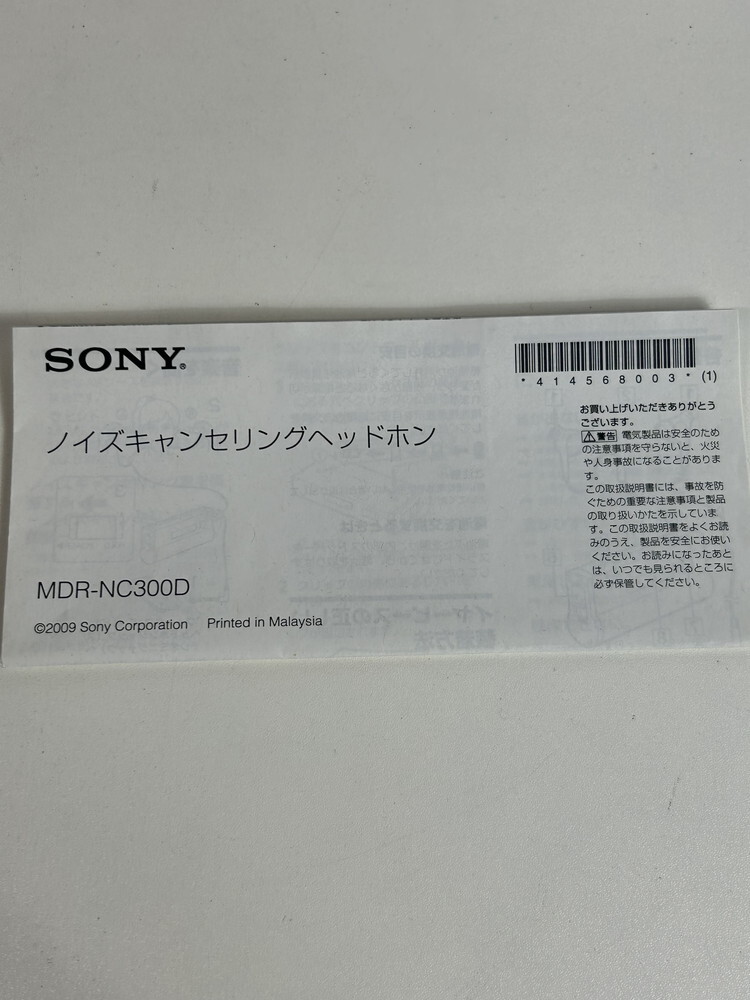 SONY®
ノイズキャンセリングヘッドホン
MDR-NC300D
©2009 Sony Corporation Printed in Malaysia
*414568003* (1)
お買い上げいただきありがとう
ございます。
警告 電気製品は安全のため
の注意事項を守らないと、火災
や人身事故になることがありま
す。
この取扱説明書には、事故を防
ぐための重要な注意事項と製品
の取り扱いかたを示していま
す。この取扱説明書をよくお読
みのうえ、製品を安全にお使い
ください。お読みになったあと
は、いつでも見られるところに
必ず保管してください。